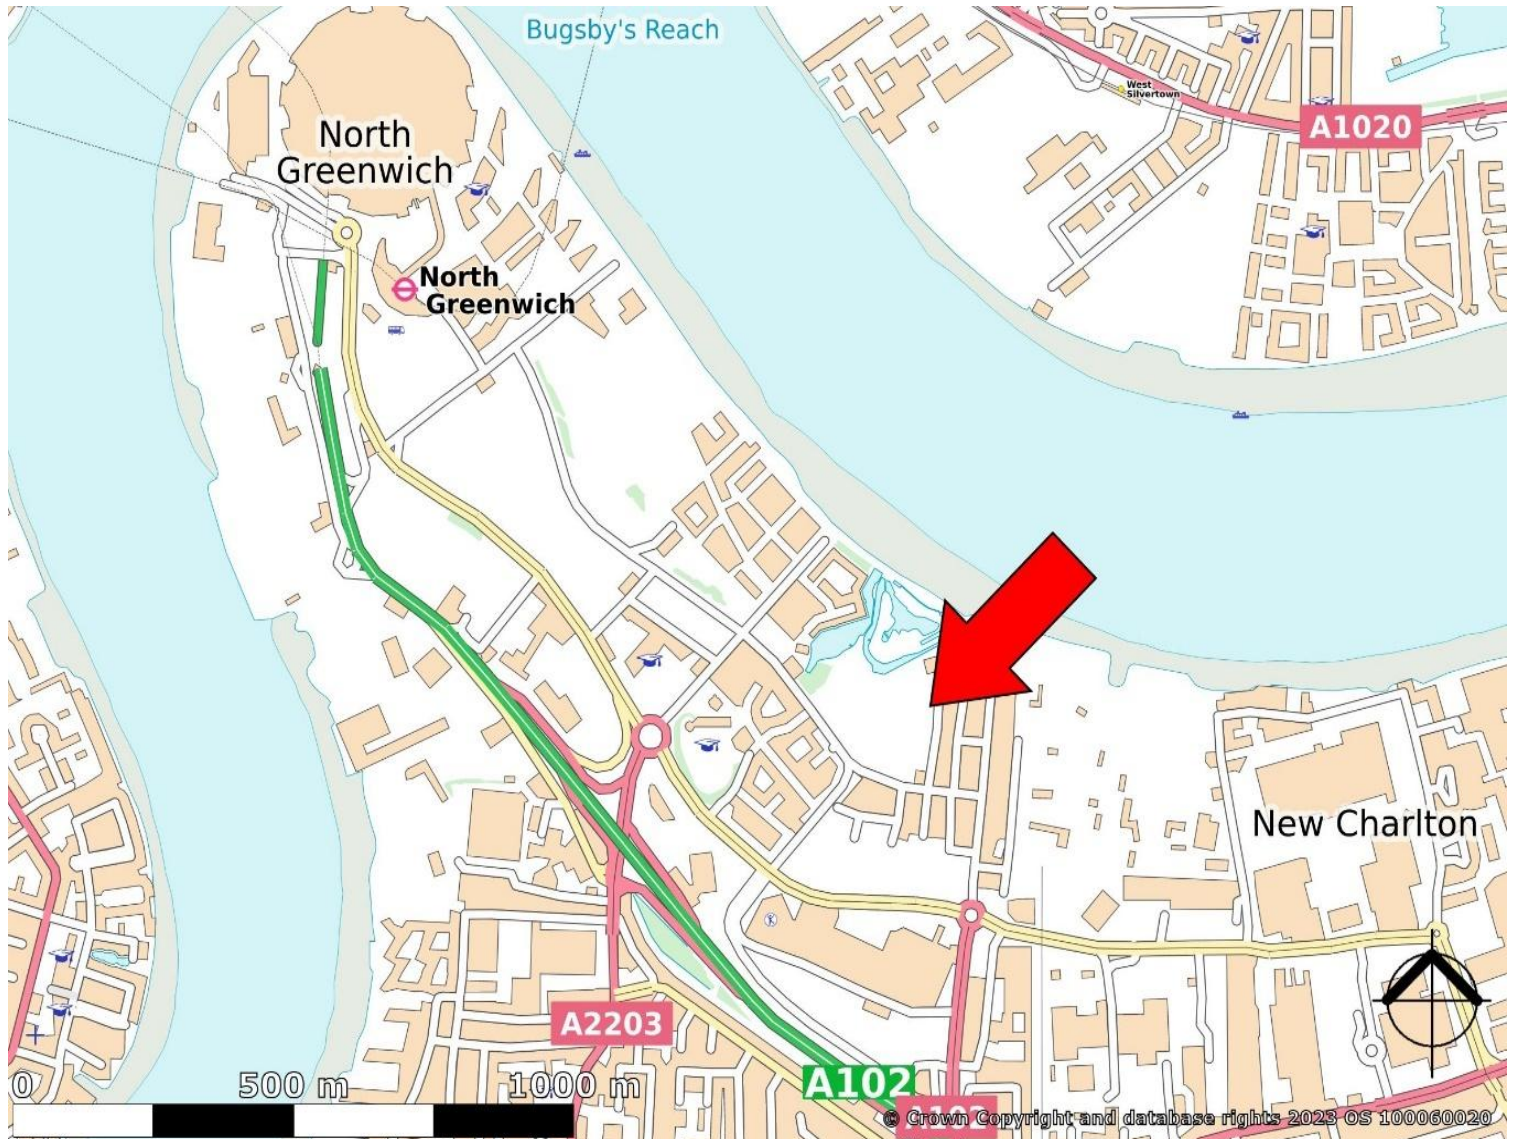 Bugsby's Reach
West
Silvertown
A1020
North
Greenwich
North
Greenwich
New Charlton
A2203
A102
A102
0
500 m
1000 m
© Crown Copyright and database rights 2023 OS 100060020